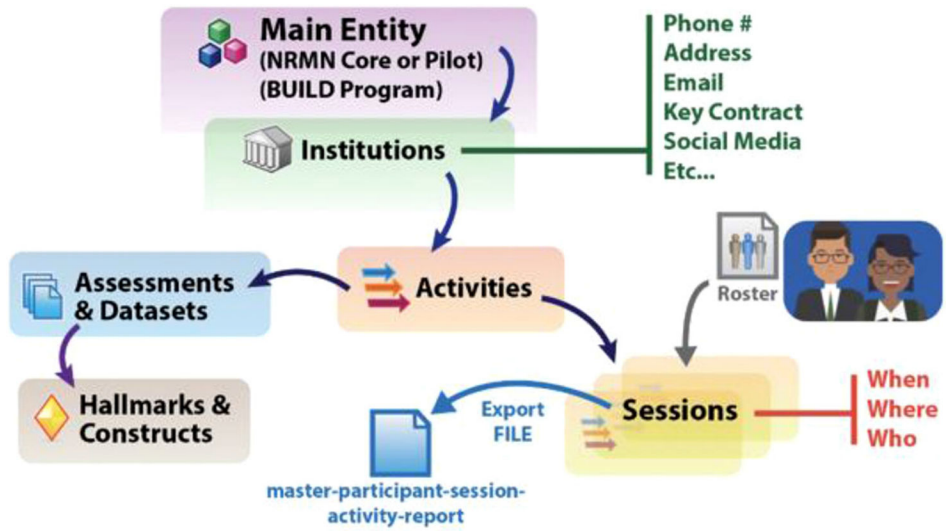 Main Entity
(NRMN Core or Pilot)
(BUILD Program)
Institutions
Phone #
Address
Email
Key Contract
Social Media
Etc...
Assessments
& Datasets
Activities
Roster
Hallmarks &
Constructs
Sessions
When
Where
Who
Export
FILE
master-participant-session-
activity-report